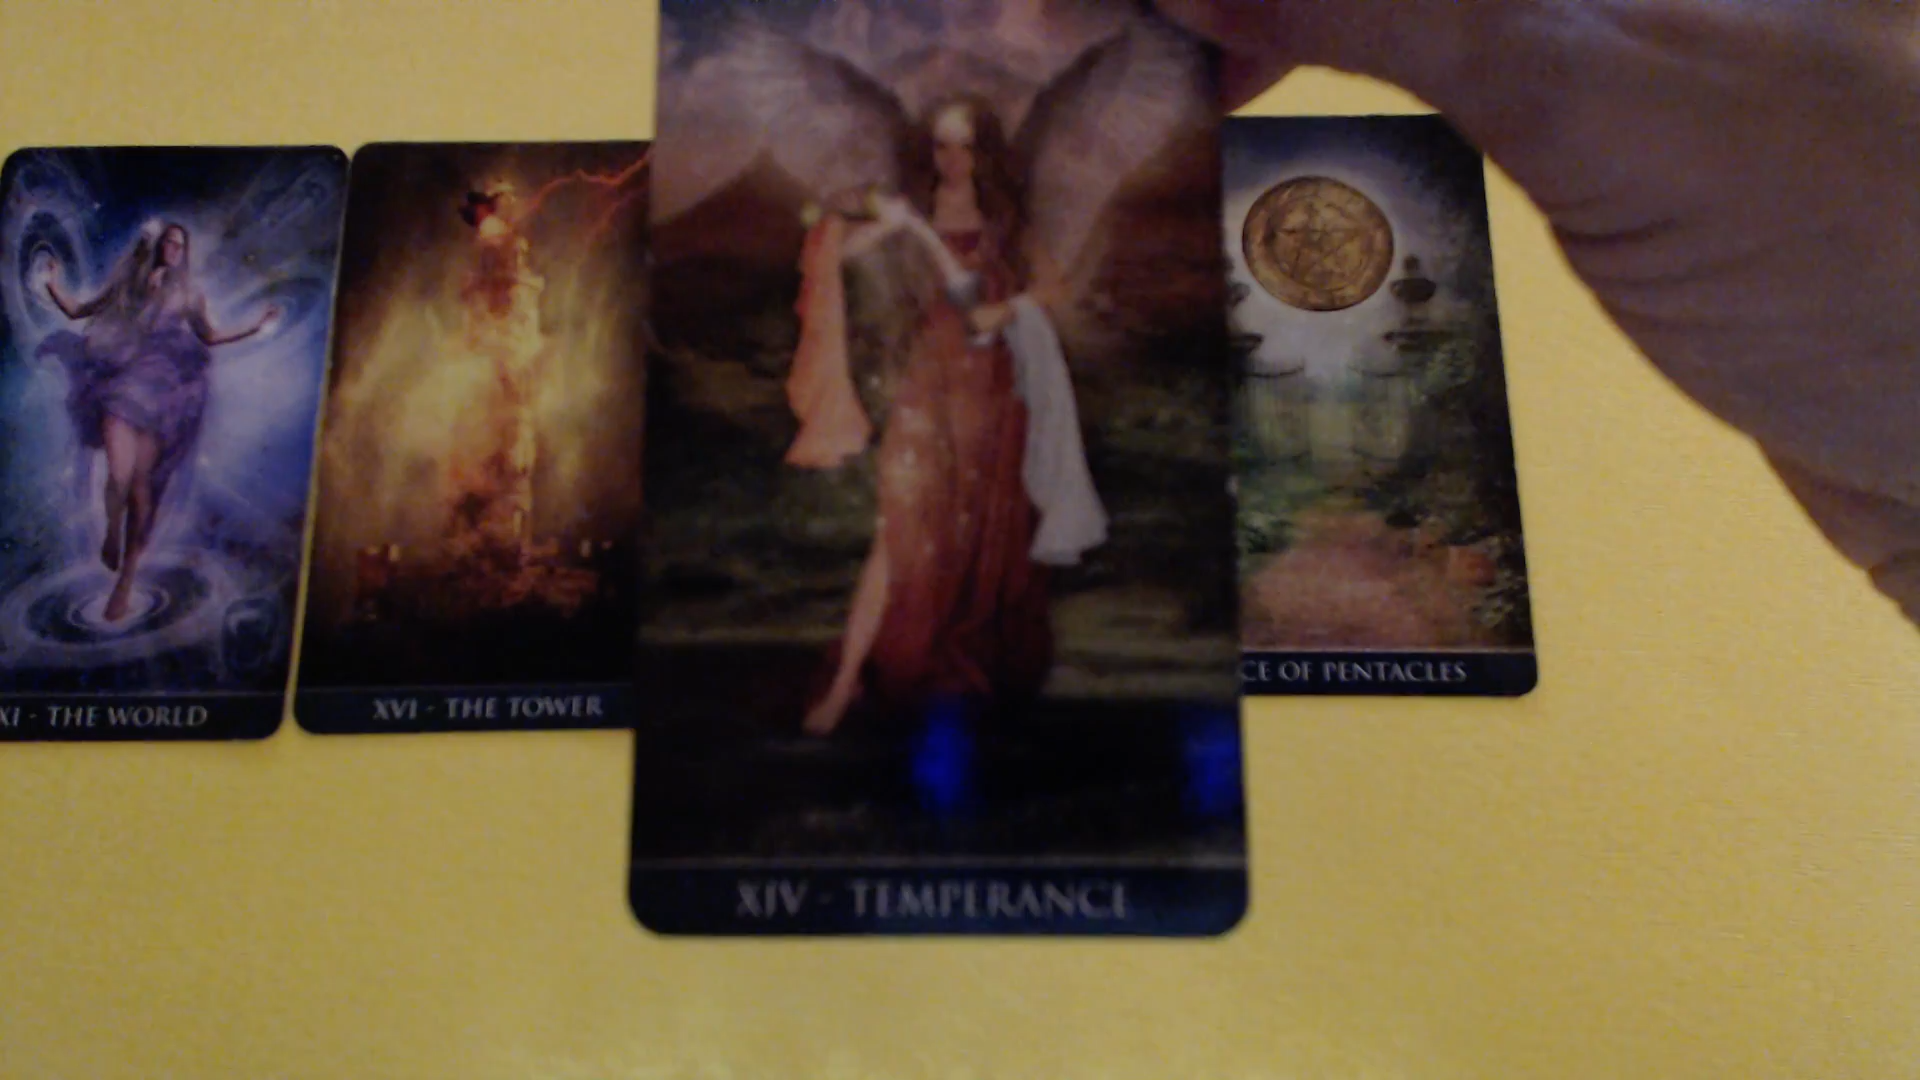 XI - THE WORLD
XVI - THE TOWER
XIV - TEMPERANCE
CE OF PENTACLES